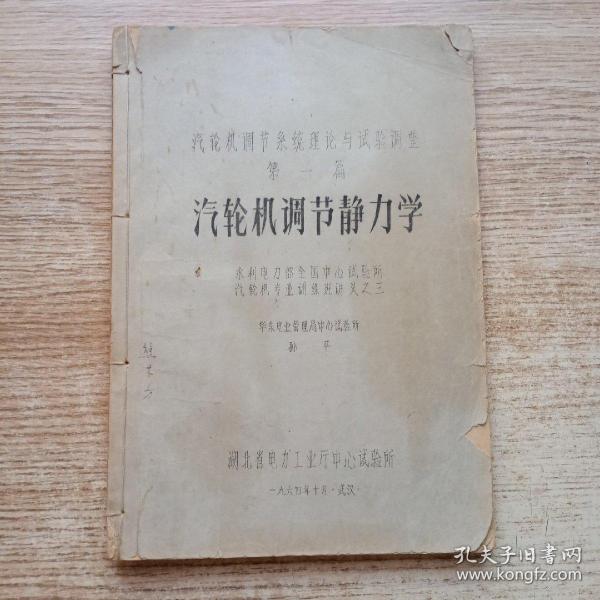 汽轮机调节系统理论与试验调整
第一篇
汽轮机调节静力学
水利电力部全国中心试验所
汽轮机专业训练班讲义之三
华东电业管理局中心试验所
孙平
湖北省电力工业厅中心试验所
一九六四年十月·武汉·
孔夫子旧书网
www.kongfz.com